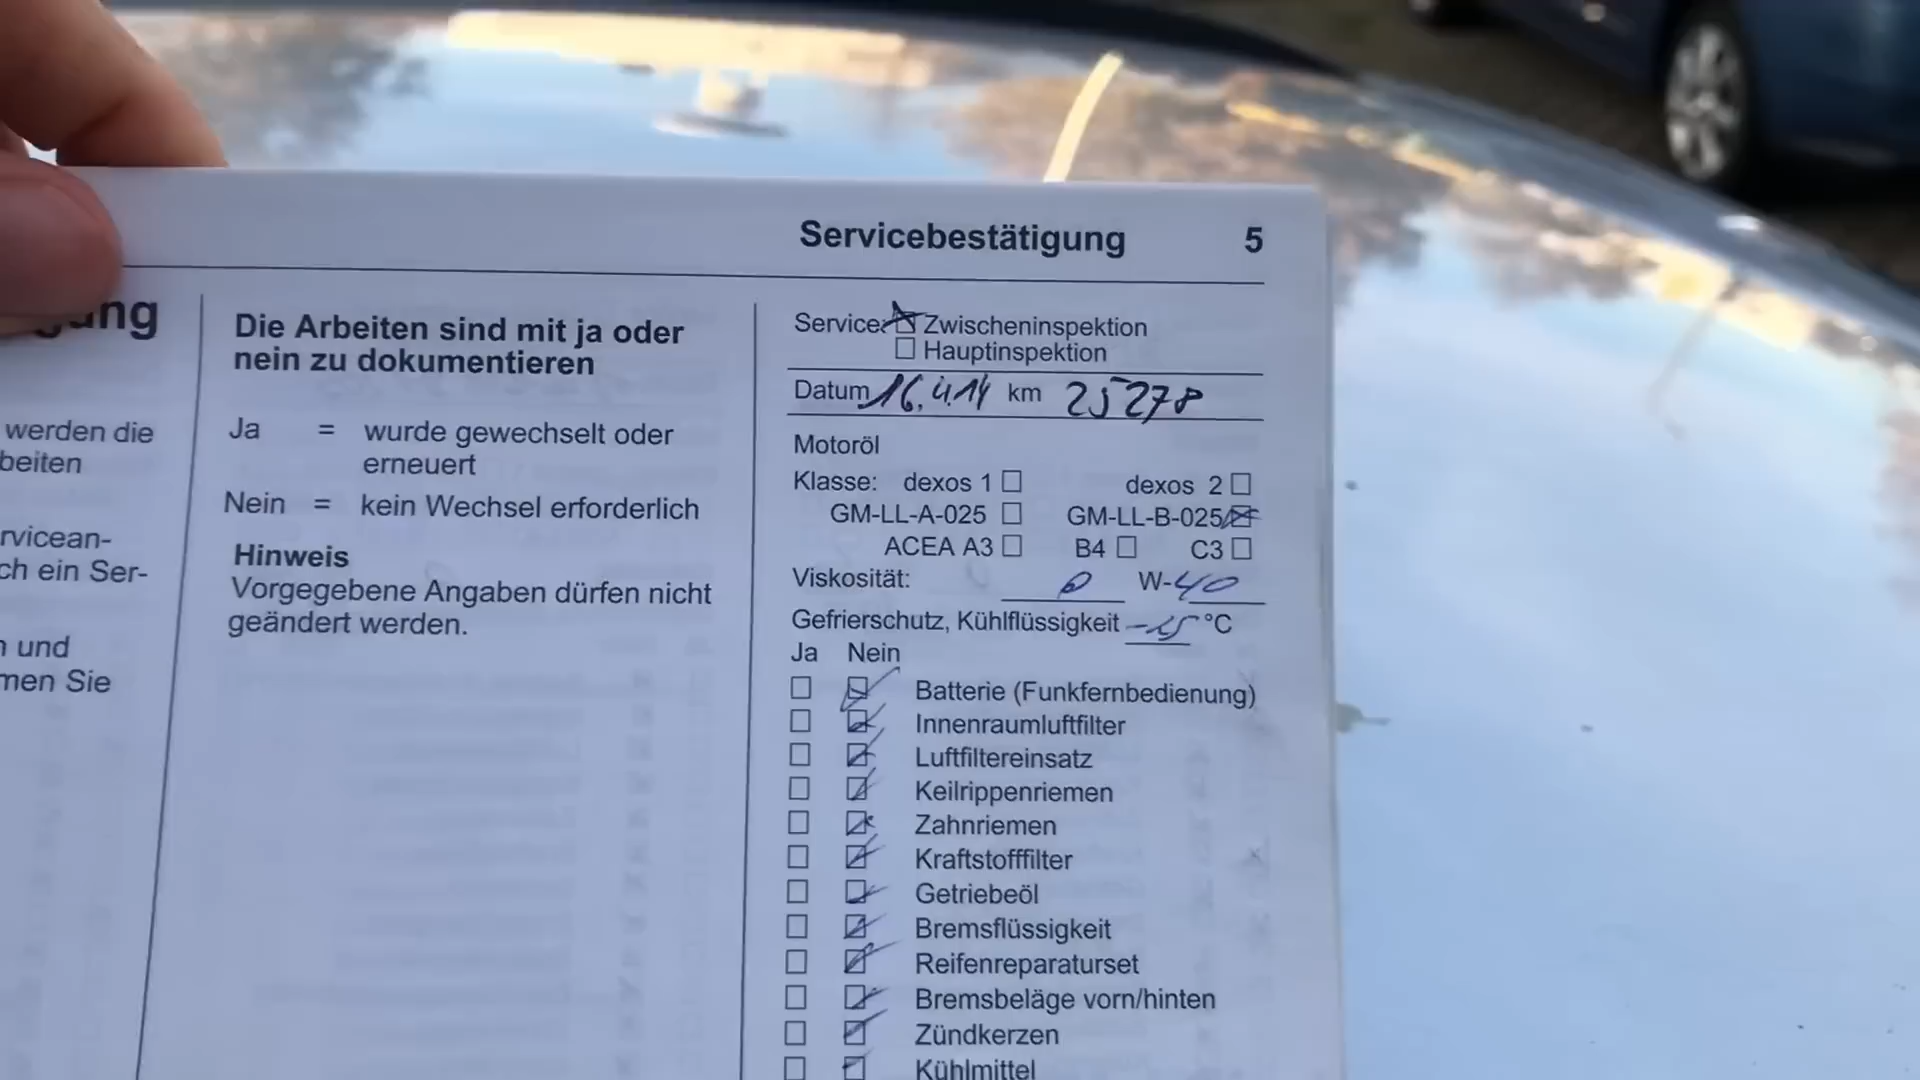 Servicebestätigung 5
ung
werden die
beiten
rvicean-
ch ein Ser-
und
men Sie
Die Arbeiten sind mit ja oder
nein zu dokumentieren
Ja = wurde gewechselt oder
erneuert
Nein = kein Wechsel erforderlich
Hinweis
Vorgegebene Angaben dürfen nicht
geändert werden.
Service: Zwischeninspektion
Hauptinspektion
Datum 16.4.14 km 25278
Motoröl
Klasse: dexos 1 dexos 2
GM-LL-A-025 GM-LL-B-025
ACEA A3 B4 C3
Viskosität: 0 W-40
Gefrierschutz, Kühlflüssigkeit -25 °C
Ja Nein
Batterie (Funkfernbedienung)
Innenraumluftfilter
Luftfiltereinsatz
Keilrippenriemen
Zahnriemen
Kraftstofffilter
Getriebeöl
Bremsflüssigkeit
Reifenreparaturset
Bremsbeläge vorn/hinten
Zündkerzen
Kühlmittel